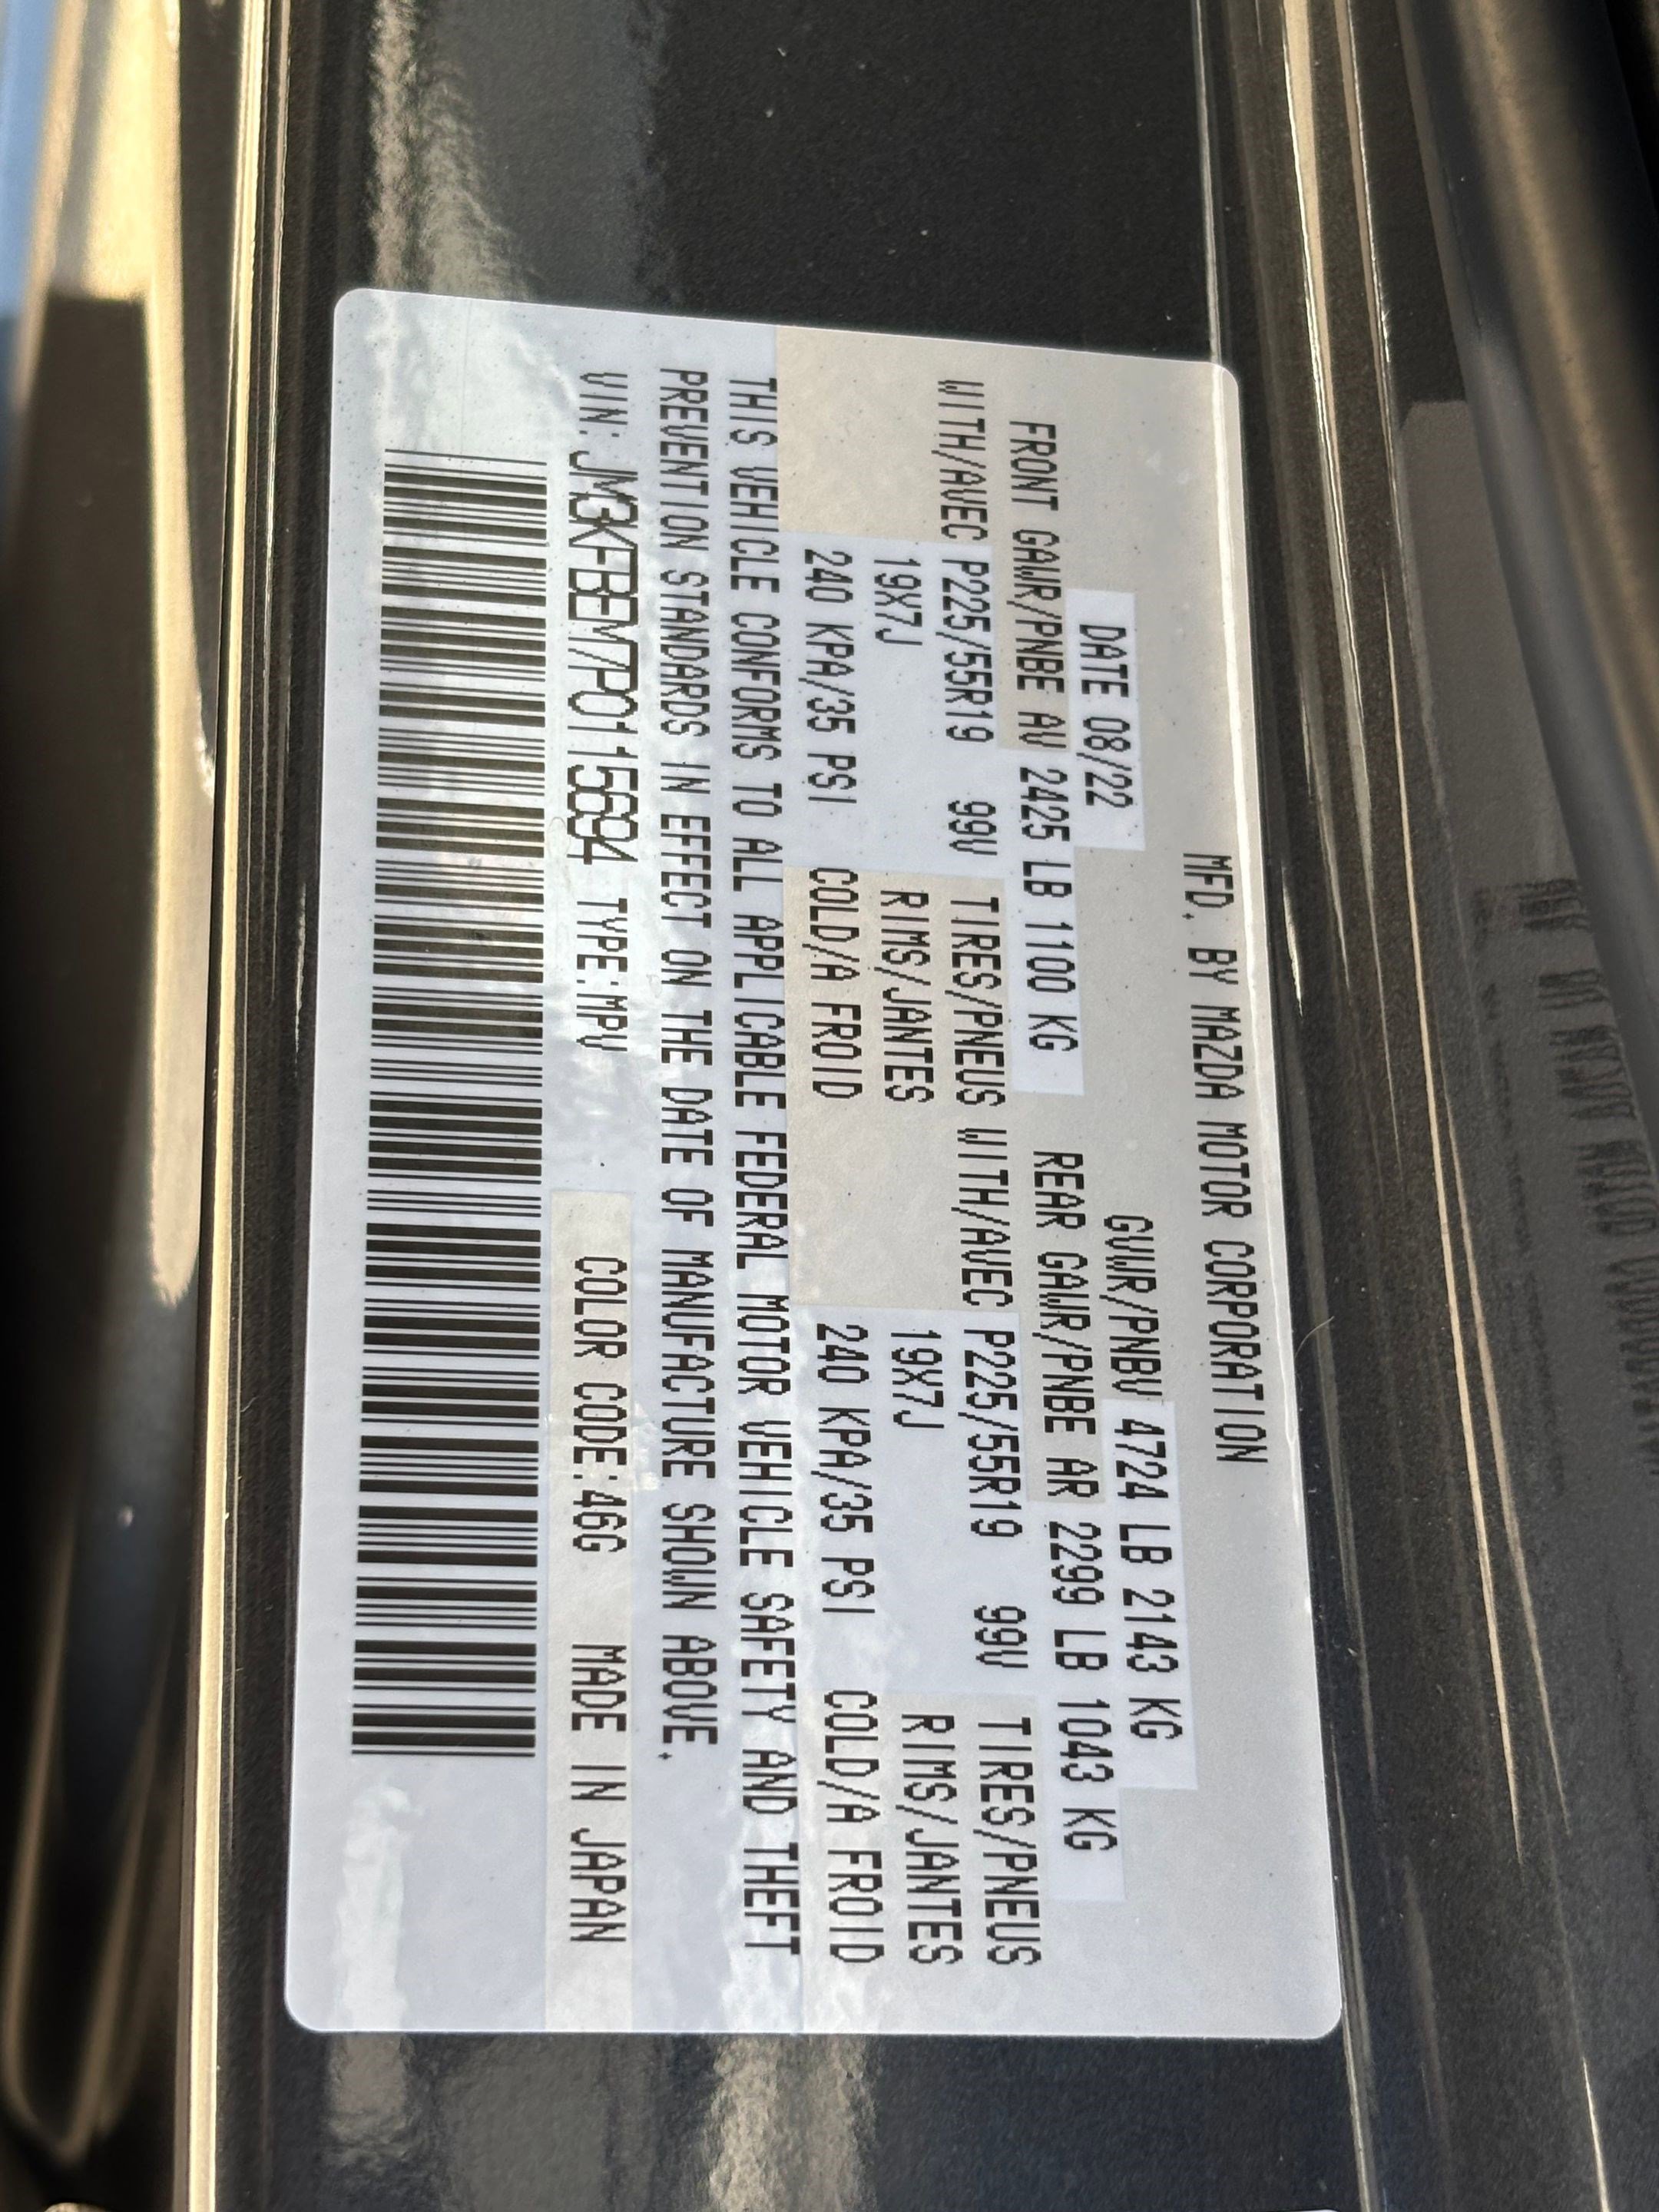 MFD. BY MAZDA MOTOR CORPORATION
DATE 08/22 GVWR/PNBV 4724 LB 2143 KG
FRONT GAWR/PNBE AV 2425 LB 1100 KG REAR GAWR/PNBE AR 2299 LB 1043 KG
WITH/AVEC P225/55R19 99V TIRES/PNEUS WITH/AVEC P225/55R19 99V TIRES/PNEUS
19X7J RIMS/JANTES 19X7J RIMS/JANTES
240 KPA/35 PSI COLD/A FROID 240 KPA/35 PSI COLD/A FROID
THIS VEHICLE CONFORMS TO ALL APPLICABLE FEDERAL MOTOR VEHICLE SAFETY AND THEFT
PREVENTION STANDARDS IN EFFECT ON THE DATE OF MANUFACTURE SHOWN ABOVE.
VIN: JM3KFBEM7P0115694 TYPE:MPV COLOR CODE:46G MADE IN JAPAN